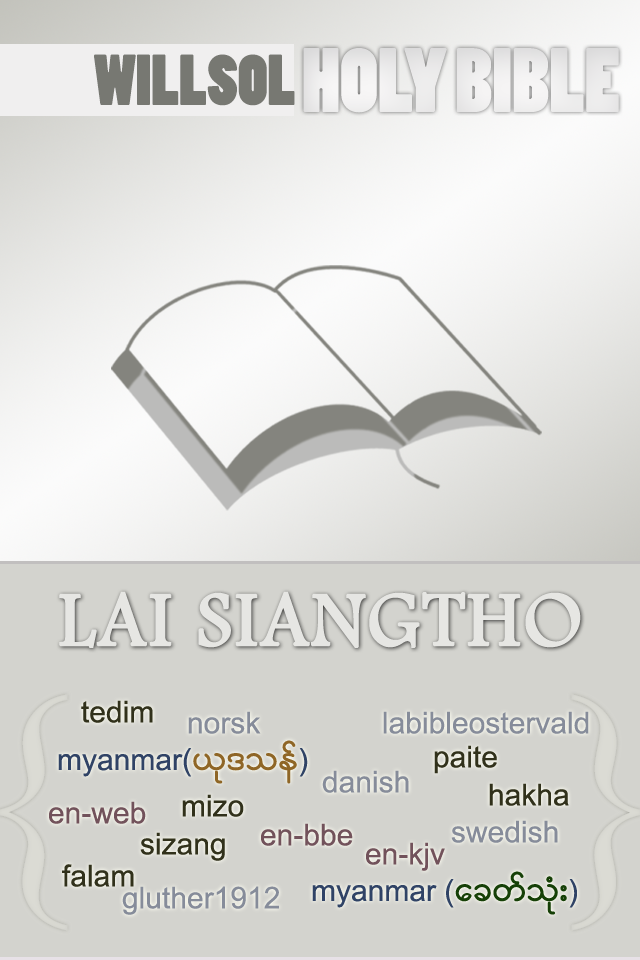 WILLSOL HOLY BIBLE
LAI SIANGTHO
tedim
norsk
labibleostervald
myanmar(ယုဒသန်)
paite
danish
hakha
en-web
mizo
en-bbe
swedish
sizang
en-kjv
falam
gluther1912
myanmar (ခေတ်သုံး)